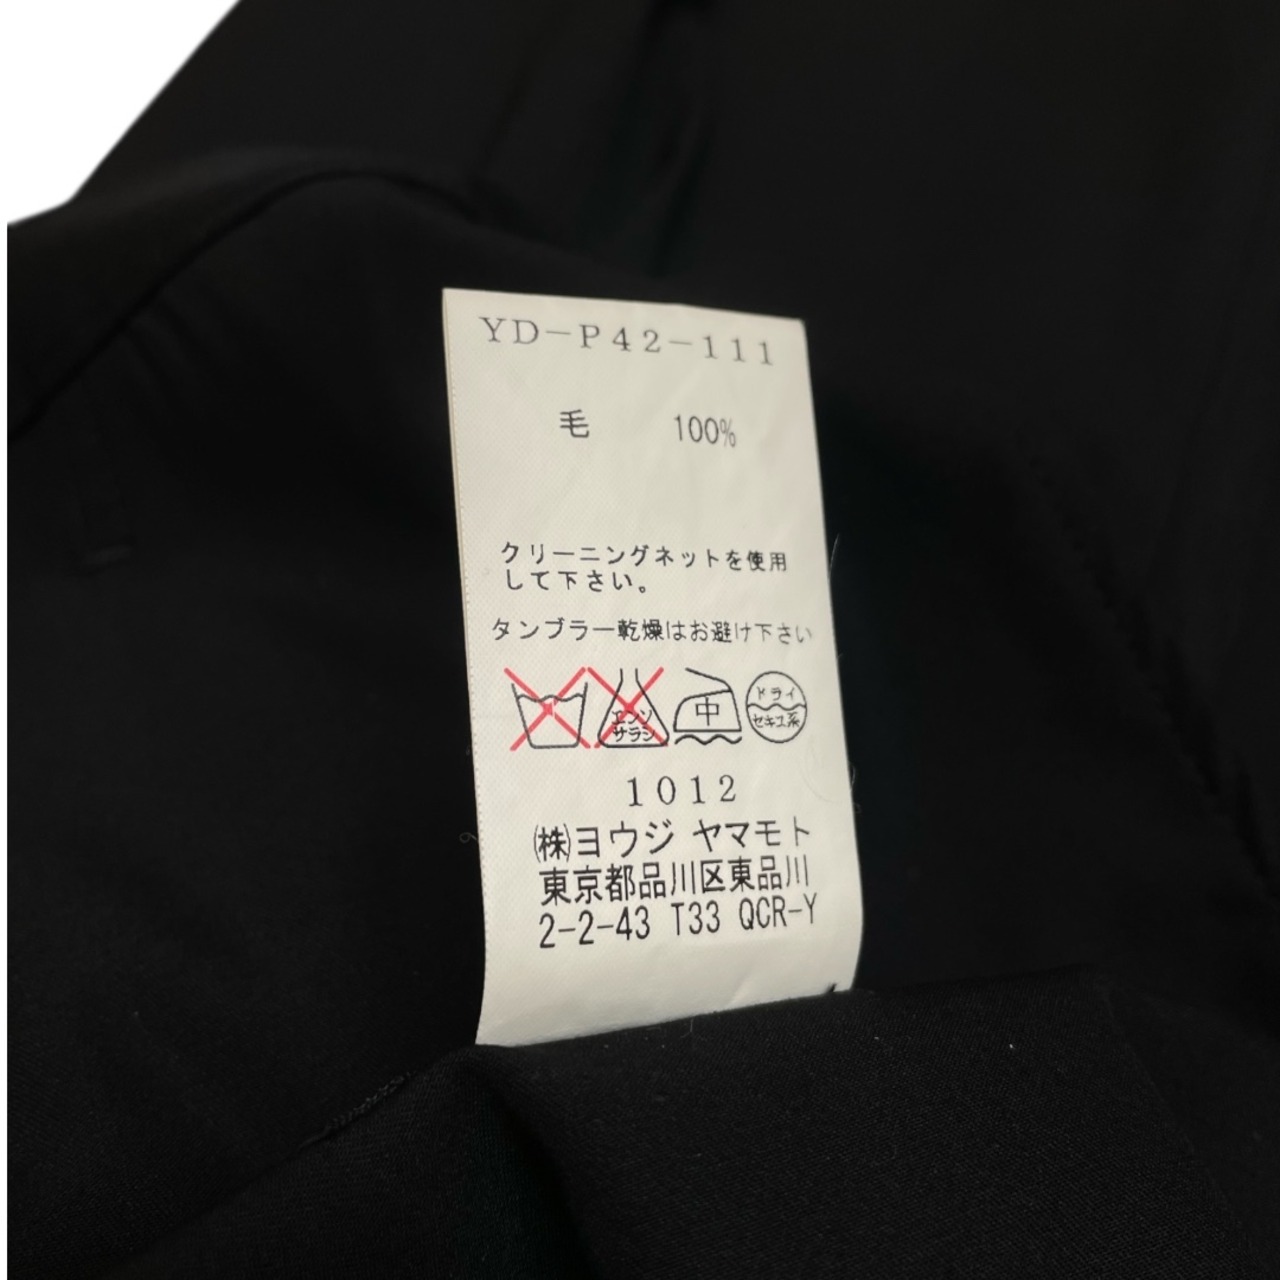 YD-P42-111
毛 100%
クリーニングネットを使用
して下さい。
タンブラー乾燥はお避け下さい
エンソ
サラシ
中
ドライ
セキユ系
1012
㈱ヨウジ ヤマモト
東京都品川区東品川
2-2-43 T33 QCR-Y